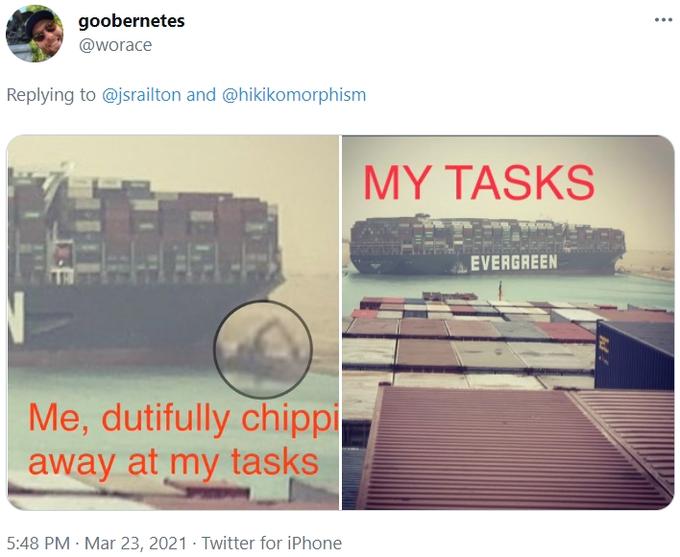 goobernetes
@worace
Replying to @jsrailton and @hikikomorphism
Me, dutifully chippi
away at my tasks
MY TASKS
EVERGREEN
5:48 PM · Mar 23, 2021 · Twitter for iPhone